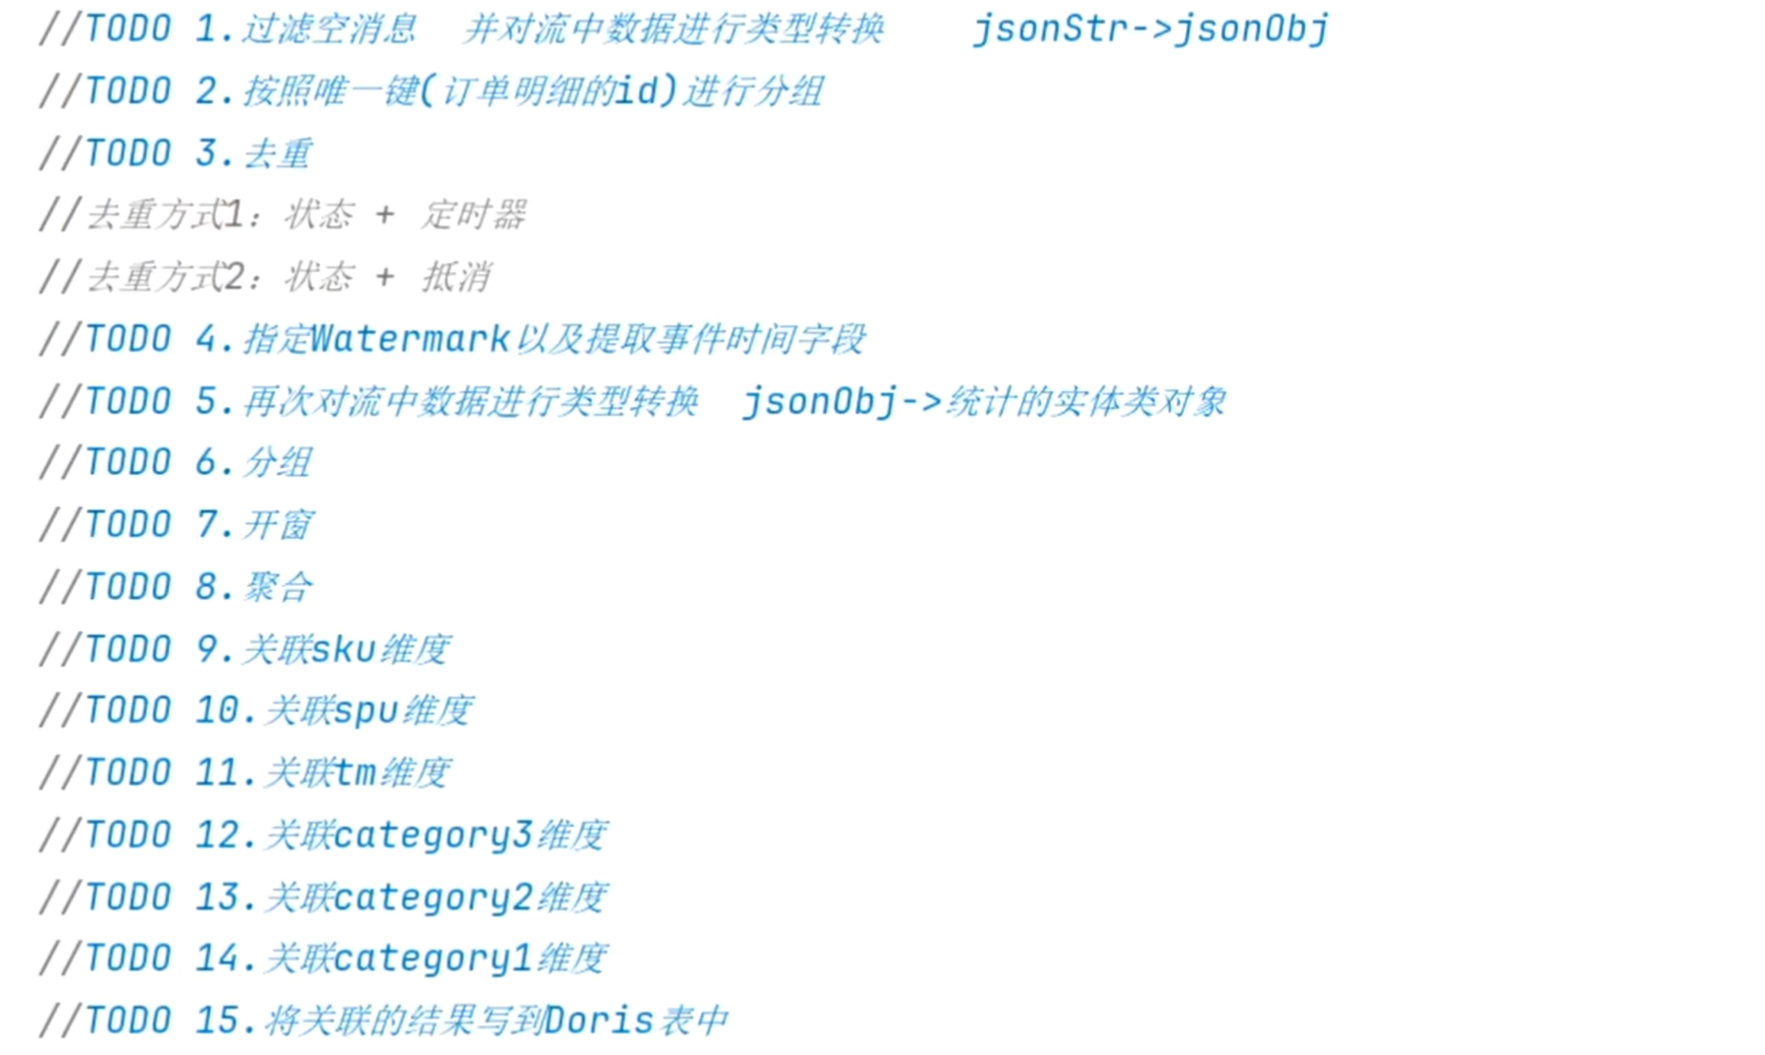 //TODO 1.过滤空消息  并对流中数据进行类型转换    jsonStr->jsonObj
//TODO 2.按照唯一键(订单明细的id)进行分组
//TODO 3.去重
//去重方式1：状态 + 定时器
//去重方式2：状态 + 抵消
//TODO 4.指定Watermark以及提取事件时间字段
//TODO 5.再次对流中数据进行类型转换  jsonObj->统计的实体类对象
//TODO 6.分组
//TODO 7.开窗
//TODO 8.聚合
//TODO 9.关联sku维度
//TODO 10.关联spu维度
//TODO 11.关联tm维度
//TODO 12.关联category3维度
//TODO 13.关联category2维度
//TODO 14.关联category1维度
//TODO 15.将关联的结果写到Doris表中